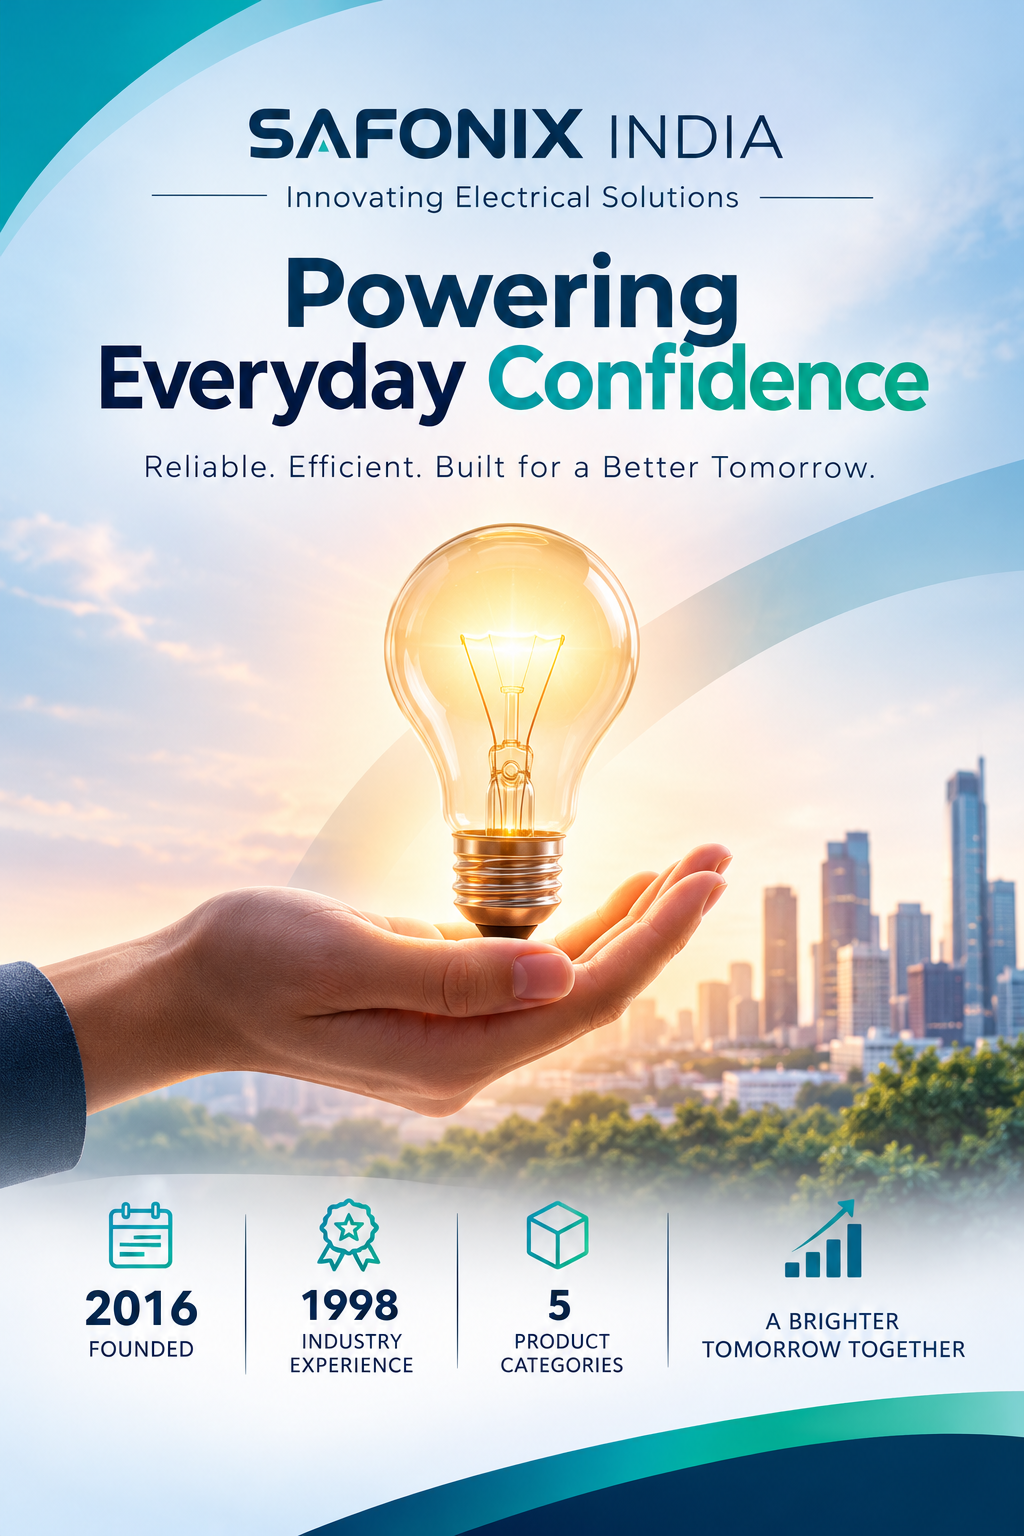 SAFONIX INDIA
Innovating Electrical Solutions
Powering
Everyday Confidence
Reliable. Efficient. Built for a Better Tomorrow.
2016
FOUNDED
1998
INDUSTRY
EXPERIENCE
5
PRODUCT
CATEGORIES
A BRIGHTER
TOMORROW TOGETHER